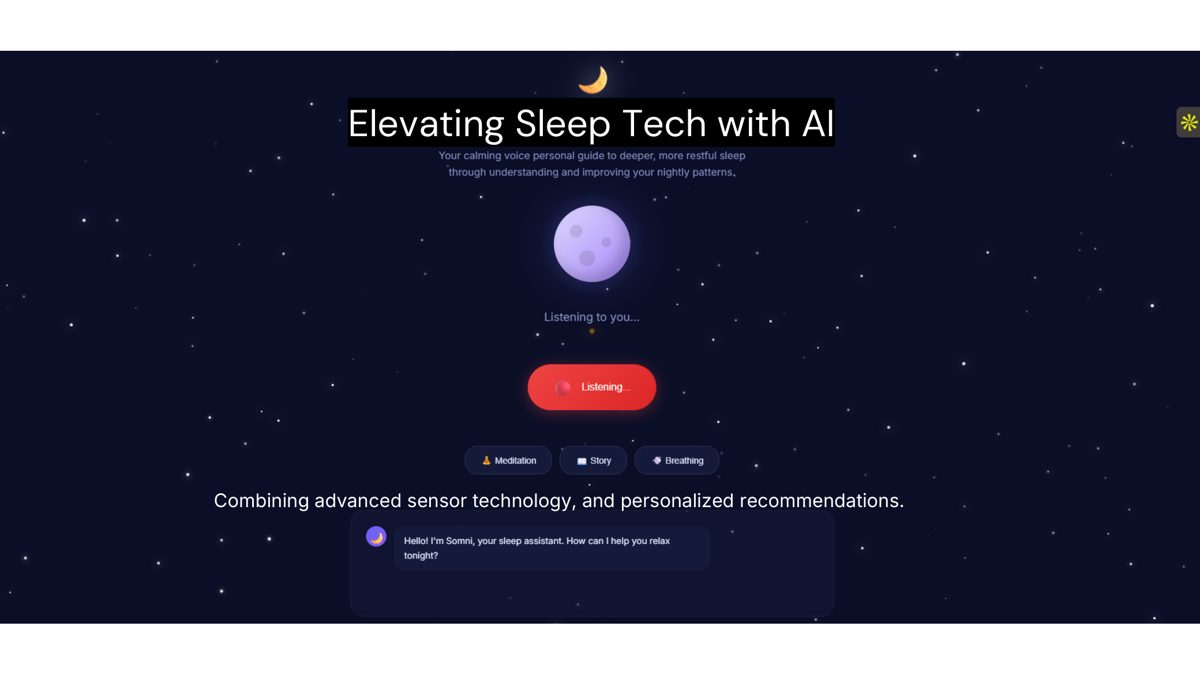 Elevating Sleep Tech with AI
Your calming voice personal guide to deeper, more restful sleep
through understanding and improving your nightly patterns.
Listening to you...
Listening...
Meditation
Story
Breathing
Combining advanced sensor technology, and personalized recommendations.
Hello! I'm Somni, your sleep assistant. How can I help you relax
tonight?